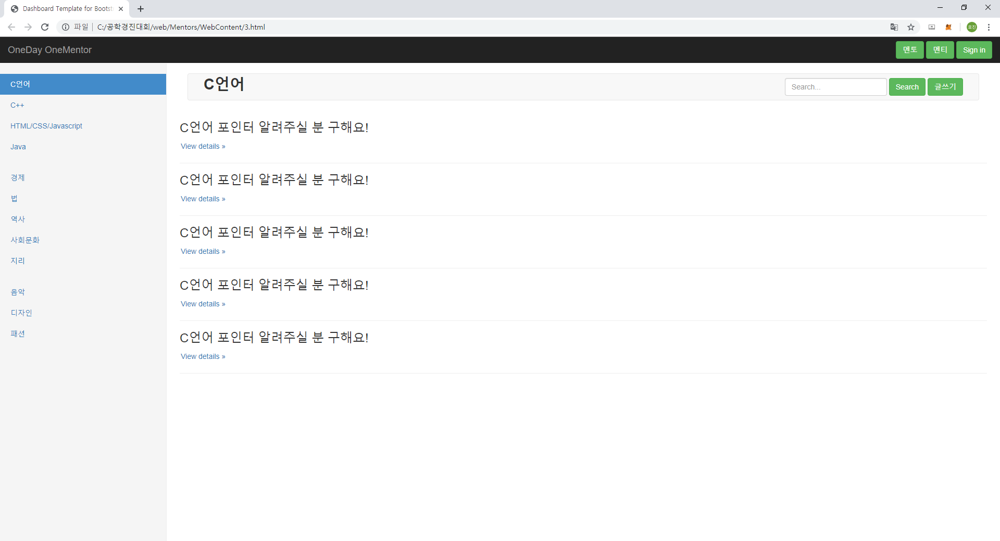 Dashboard Template for Boots
파일 C:/공학경진대회/web/Mentors/WebContent/3.html
효진
OneDay OneMentor
멘토 멘티 Sign in
C언어
C++
HTML/CSS/Javascript
Java
경제
법
역사
사회문화
지리
음악
디자인
패션
C언어
Search... Search 글쓰기
C언어 포인터 알려주실 분 구해요!
View details »
C언어 포인터 알려주실 분 구해요!
View details »
C언어 포인터 알려주실 분 구해요!
View details »
C언어 포인터 알려주실 분 구해요!
View details »
C언어 포인터 알려주실 분 구해요!
View details »